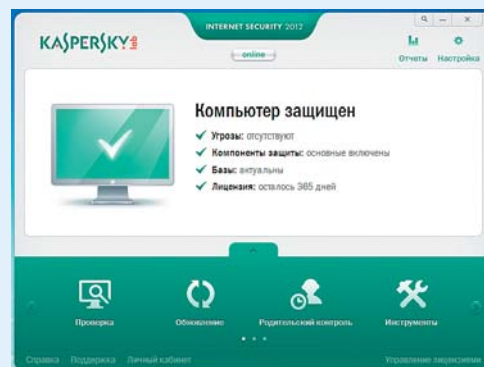 INTERNET SECURITY 2012
KASPERSKY lab
online
Отчеты Настройка
Компьютер защищен
Угрозы: отсутствуют
Компоненты защиты: основные включены
Базы: актуальны
Лицензия: осталось 365 дней
Проверка Обновление Родительский контроль Инструменты
Справка Поддержка Личный кабинет Управление лицензиями